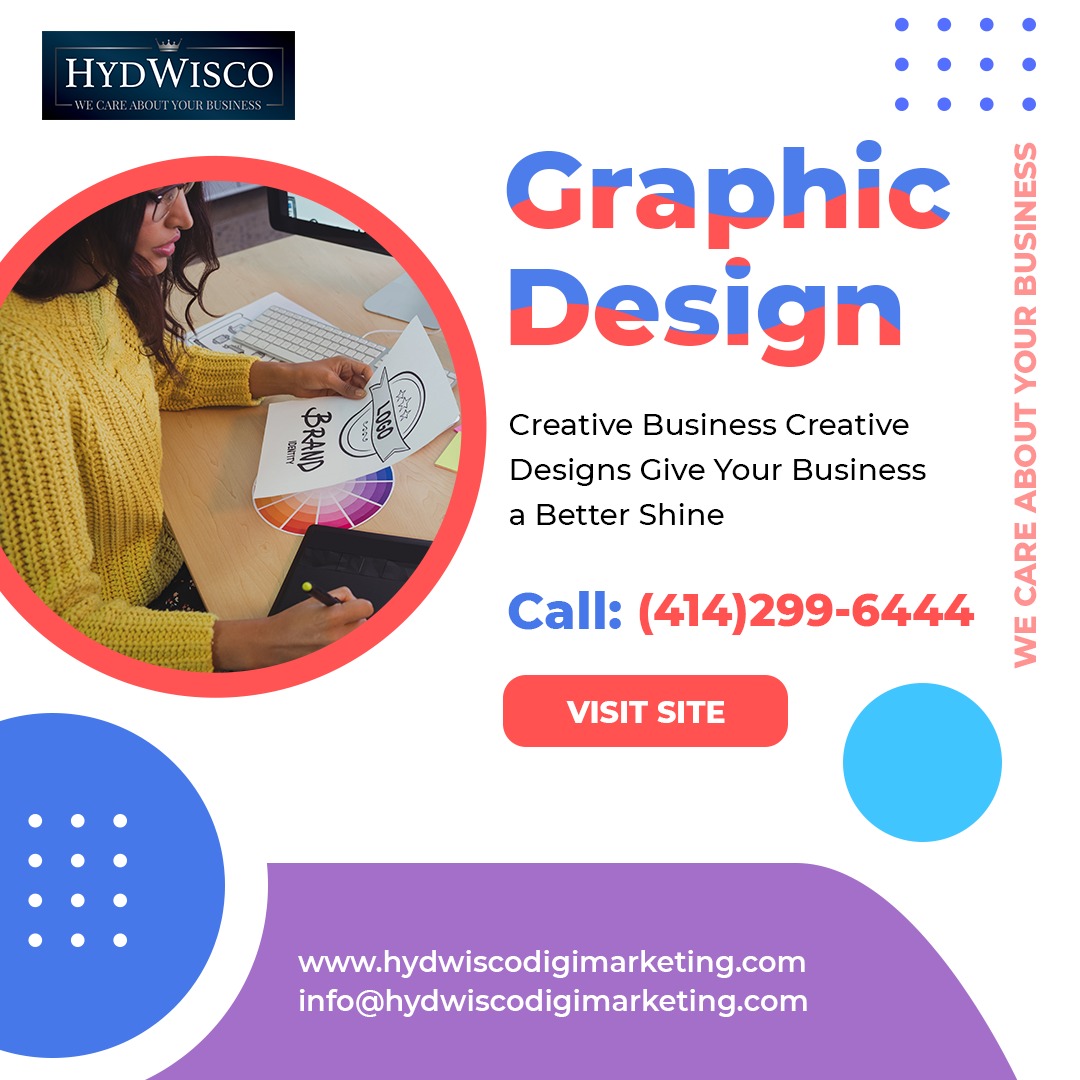 HYDWISCO
WE CARE ABOUT YOUR BUSINESS
Graphic
Design
WE CARE ABOUT YOUR BUSINESS
LOGO
BRAND
IDENTITY
Creative Business Creative
Designs Give Your Business
a Better Shine
Call: (414)299-6444
VISIT SITE
www.hydwiscodigimarketing.com
info@hydwiscodigimarketing.com